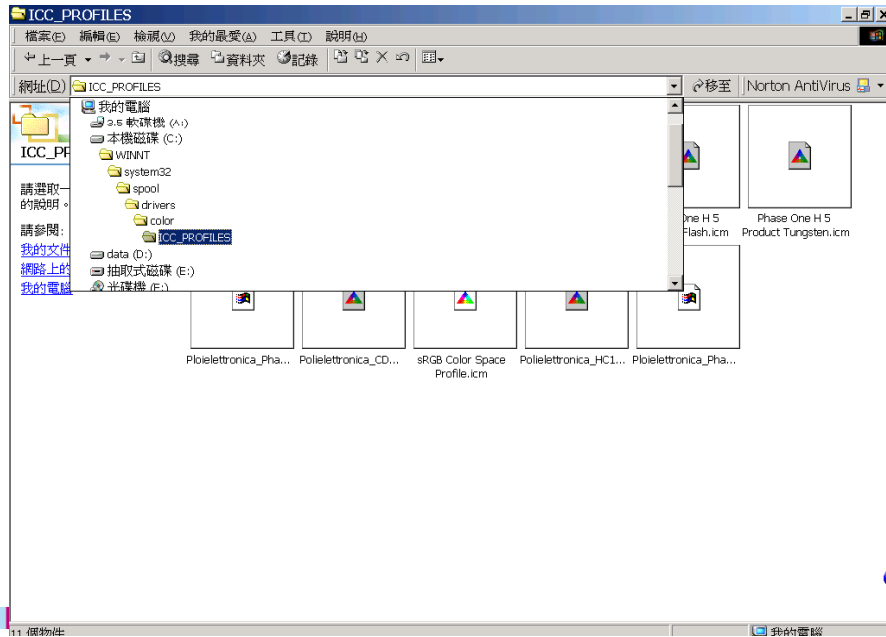 ICC_PROFILES
檔案(F) 編輯(E) 檢視(V) 我的最愛(A) 工具(T) 說明(H)
上一頁 搜尋 資料夾 記錄
網址(D) ICC_PROFILES 移至 Norton AntiVirus
我的電腦
3.5 軟碟機 (A:)
本機磁碟 (C:)
WINNT
system32
spool
drivers
color
ICC_PROFILES
data (D:)
抽取式磁碟 (E:)
光碟機 (F:)
ICC_PR
請選取一
的說明。
請參閱:
我的文件
網路上的
我的電腦
One H 5
Flash.icm
Phase One H 5
Product Tungsten.icm
Ploielettronica_Pha...
Polielettronica_CD...
sRGB Color Space
Profile.icm
Polielettronica_HC1...
Ploielettronica_Pha...
11 個物件 我的電腦